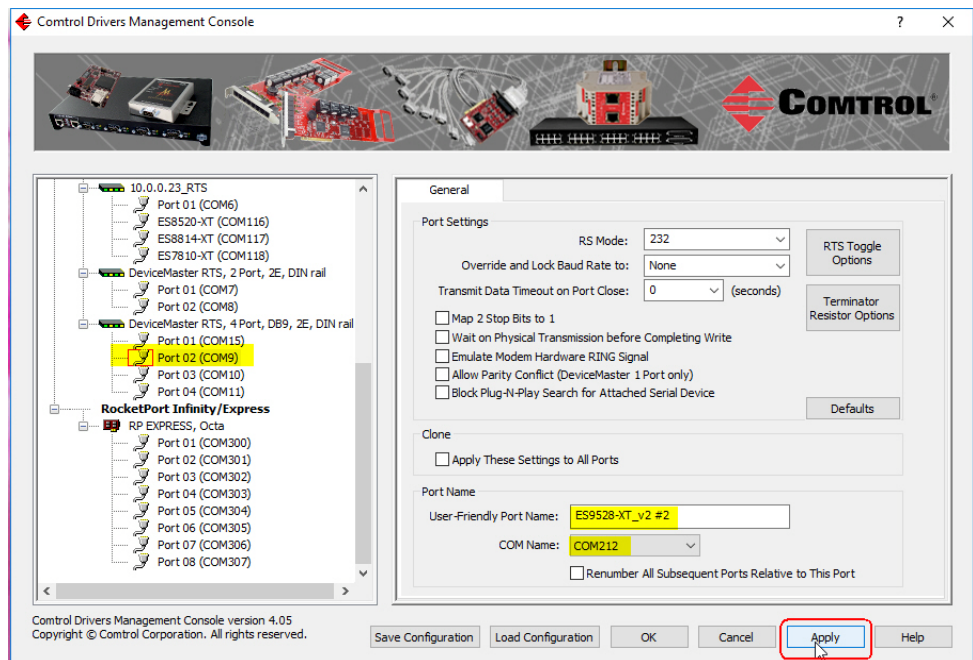 Comtrol Drivers Management Console
?
COMTROL
10.0.0.23_RTS
Port 01 (COM6)
ES8520-XT (COM116)
ES8814-XT (COM117)
ES7810-XT (COM118)
DeviceMaster RTS, 2 Port, 2E, DIN rail
Port 01 (COM7)
Port 02 (COM8)
DeviceMaster RTS, 4 Port, DB9, 2E, DIN rail
Port 01 (COM15)
Port 02 (COM9)
Port 03 (COM10)
Port 04 (COM11)
RocketPort Infinity/Express
RP EXPRESS, Octa
Port 01 (COM300)
Port 02 (COM301)
Port 03 (COM302)
Port 04 (COM303)
Port 05 (COM304)
Port 06 (COM305)
Port 07 (COM306)
Port 08 (COM307)
General
Port Settings
RS Mode: 232
RTS Toggle
Options
Override and Lock Baud Rate to: None
Transmit Data Timeout on Port Close: 0 (seconds)
Terminator
Resistor Options
Map 2 Stop Bits to 1
Wait on Physical Transmission before Completing Write
Emulate Modem Hardware RING Signal
Allow Parity Conflict (DeviceMaster 1 Port only)
Block Plug-N-Play Search for Attached Serial Device
Defaults
Clone
Apply These Settings to All Ports
Port Name
User-Friendly Port Name: ES9528-XT_v2 #2
COM Name: COM212
Renumber All Subsequent Ports Relative to This Port
Comtrol Drivers Management Console version 4.05
Copyright © Comtrol Corporation. All rights reserved.
Save Configuration Load Configuration OK Cancel Apply Help